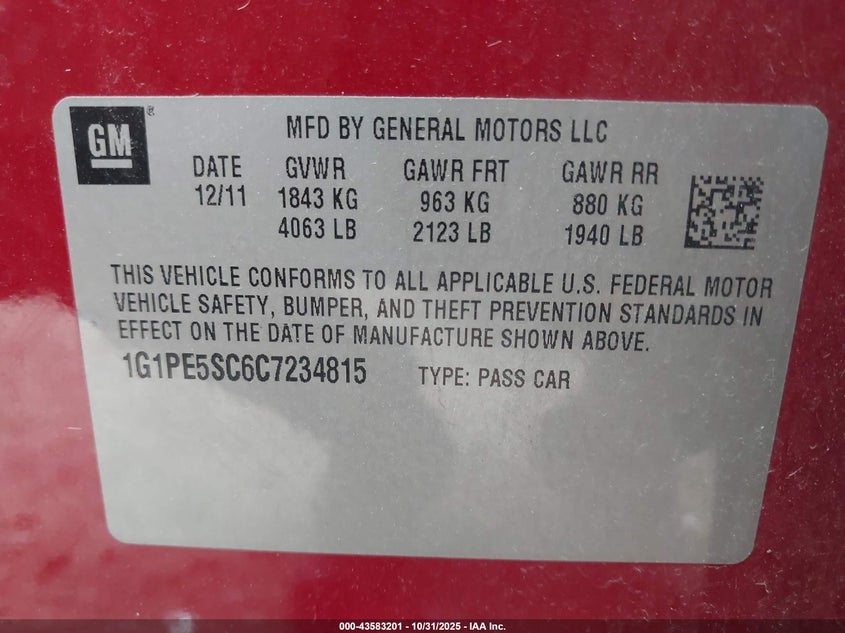 GM ®
MFD BY GENERAL MOTORS LLC
DATE GVWR GAWR FRT GAWR RR
12/11 1843 KG 963 KG 880 KG
4063 LB 2123 LB 1940 LB
THIS VEHICLE CONFORMS TO ALL APPLICABLE U.S. FEDERAL MOTOR
VEHICLE SAFETY, BUMPER, AND THEFT PREVENTION STANDARDS IN
EFFECT ON THE DATE OF MANUFACTURE SHOWN ABOVE.
1G1PE5SC6C7234815 TYPE: PASS CAR
000-43583201 - 10/31/2025 - IAA Inc.